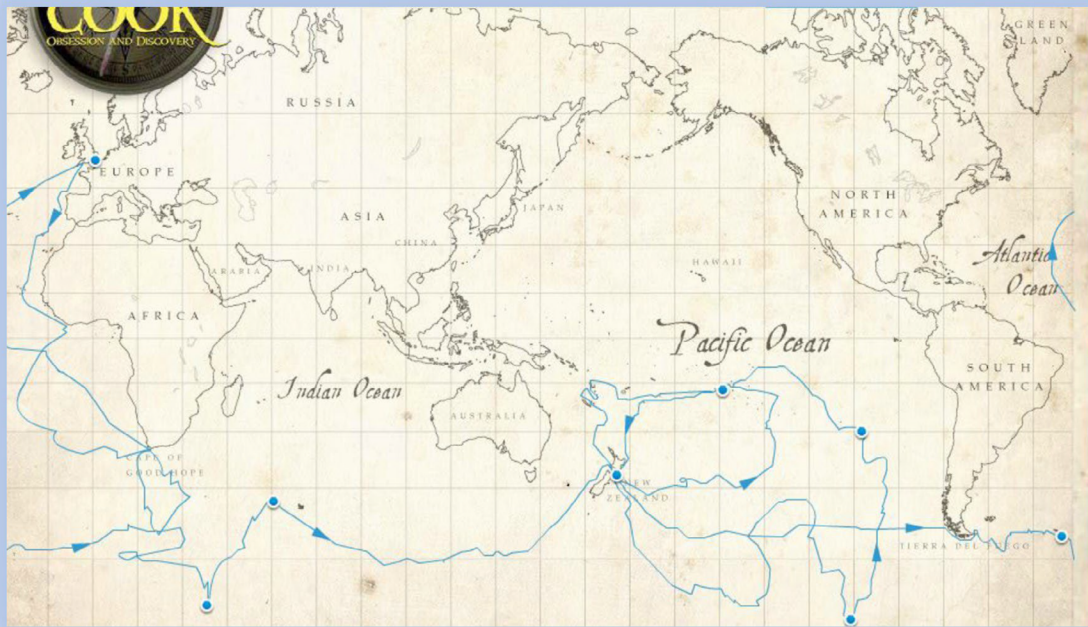 COOK
OBSESSION AND DISCOVERY
GREEN
LAND
RUSSIA
EUROPE
NORTH
AMERICA
ASIA
JAPAN
CHINA
Atlantic
Ocean
HAWAII
ARABIA
INDIA
AFRICA
Pacific Ocean
SOUTH
AMERICA
Indian Ocean
AUSTRALIA
CAPE OF
GOOD HOPE
NEW
ZEALAND
TIERRA DEL FUEGO